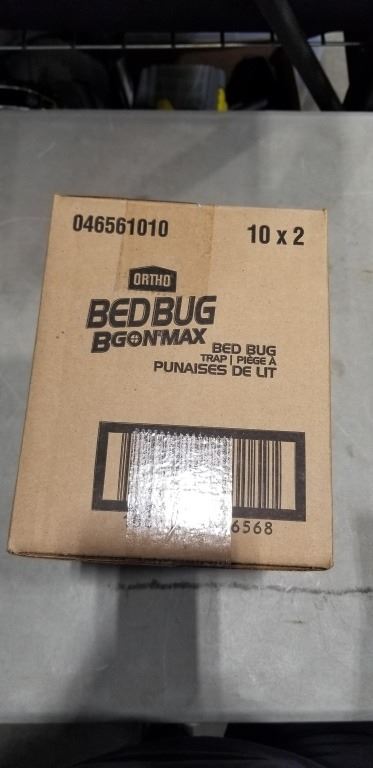 046561010
10 x 2
ORTHO
BEDBUG
BGON MAX
BED BUG
TRAP | PIÈGE À
PUNAISES DE LIT
6568